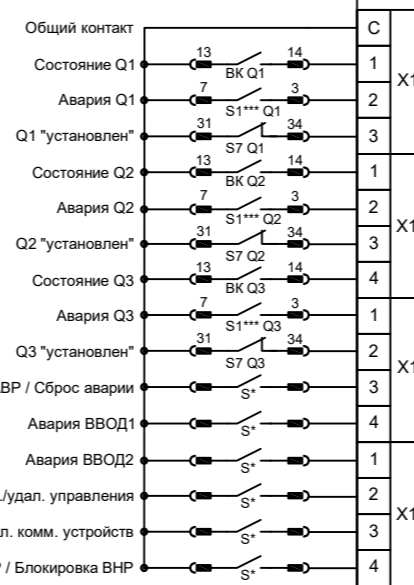 Общий контакт C
Состояние Q1 13 ВК Q1 14 1 X1
Авария Q1 7 S1*** Q1 3 2
Q1 "установлен" 31 S7 Q1 34 3
Состояние Q2 13 ВК Q2 14 1
Авария Q2 7 S1*** Q2 3 2 X1
Q2 "установлен" 31 S7 Q2 34 3
Состояние Q3 13 ВК Q3 14 4
Авария Q3 7 S1*** Q3 3 1
Q3 "установлен" 31 S7 Q3 34 2 X1
ВР / Сброс аварии S* 3
Авария ВВОД1 S* 4
Авария ВВОД2 S* 1
./удал. управления S* 2
л. комм. устройств S* 3 X1
/ Блокировка ВНР S* 4